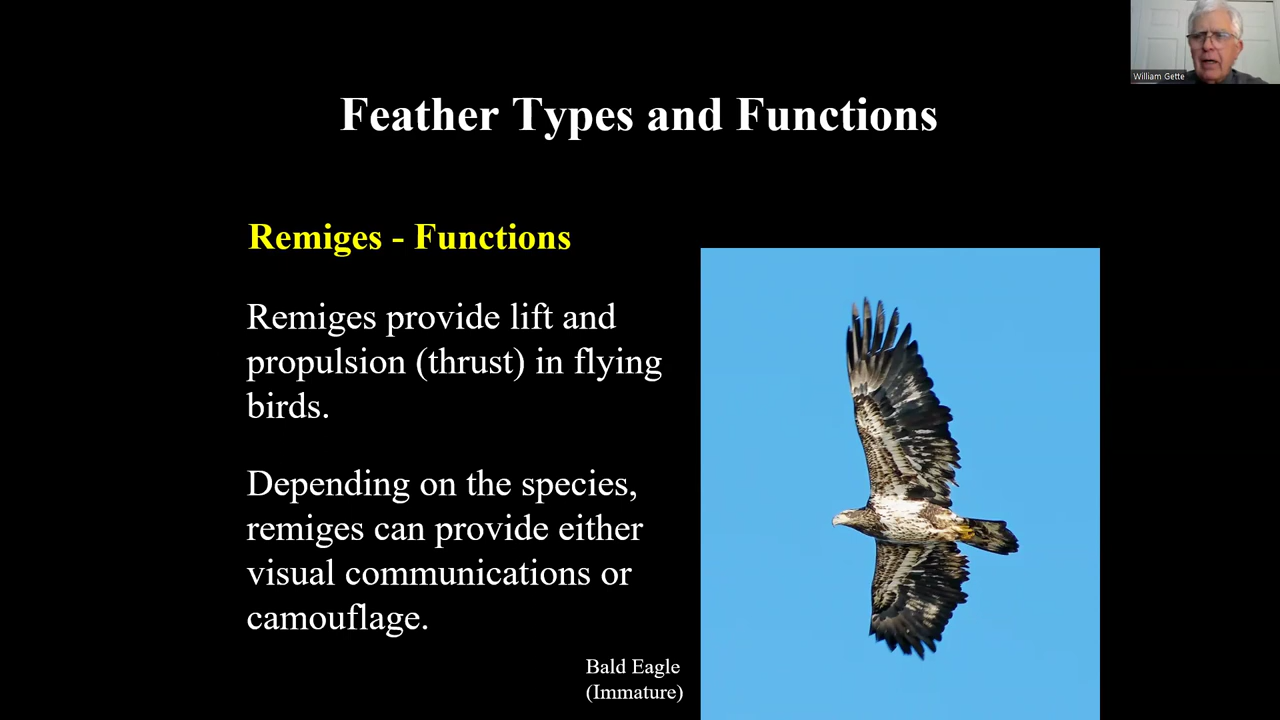 William Gette
Feather Types and Functions
Remiges - Functions
Remiges provide lift and
propulsion (thrust) in flying
birds.
Depending on the species,
remiges can provide either
visual communications or
camouflage.
Bald Eagle
(Immature)